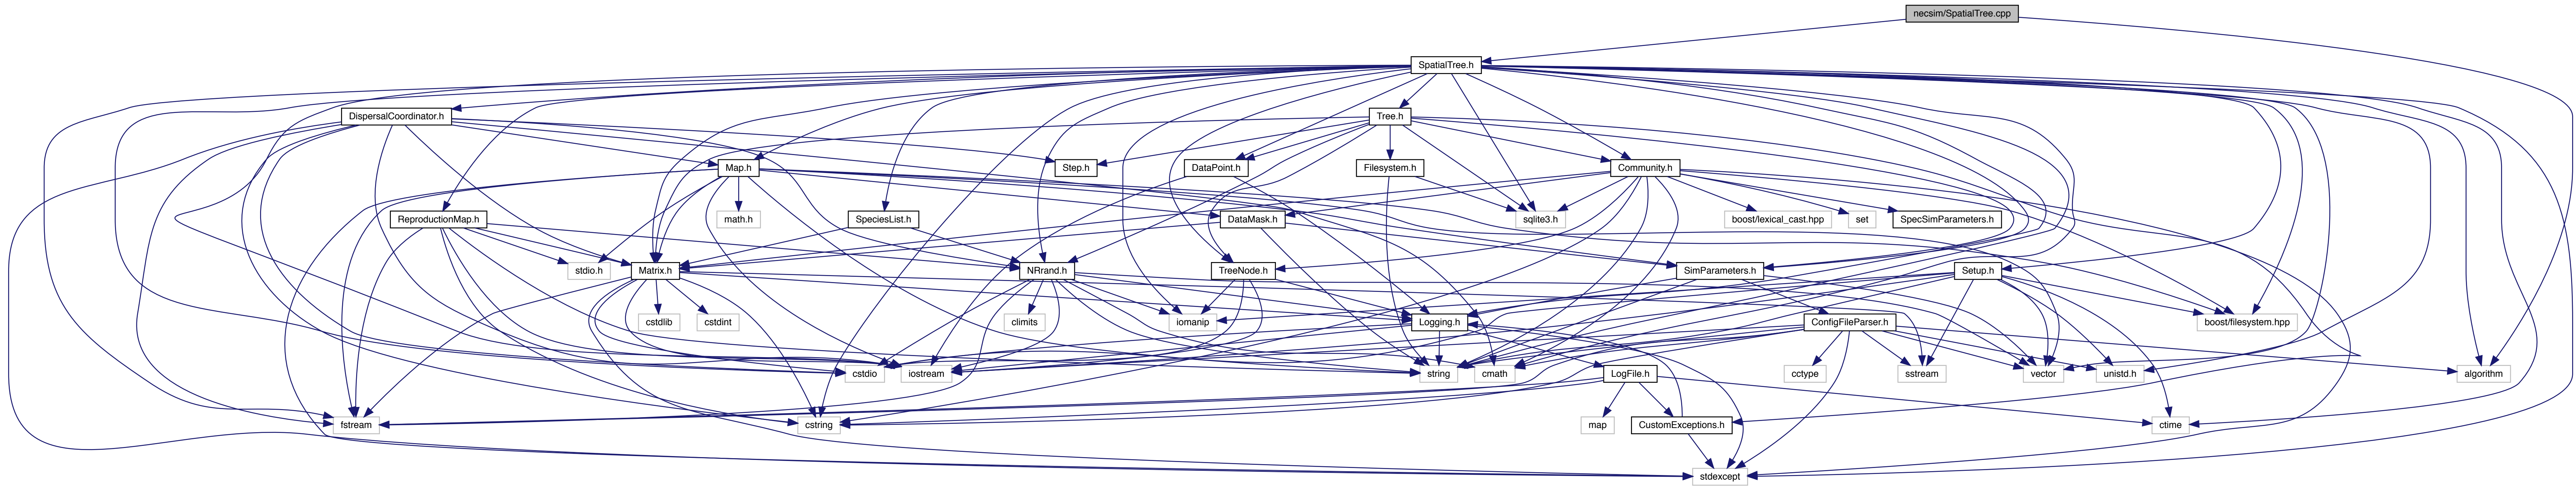 necsim/SpatialTree.cpp
SpatialTree.h
DispersalCoordinator.h
Tree.h
Map.h
Step.h
DataPoint.h
Filesystem.h
Community.h
ReproductionMap.h
math.h
SpeciesList.h
DataMask.h
sqlite3.h
boost/lexical_cast.hpp
set
SpecSimParameters.h
stdio.h
Matrix.h
NRrand.h
TreeNode.h
SimParameters.h
Setup.h
cstdlib
cstdint
climits
iomanip
Logging.h
ConfigFileParser.h
boost/filesystem.hpp
cstdio
iostream
string
cmath
LogFile.h
cctype
sstream
vector
unistd.h
algorithm
fstream
cstring
map
CustomExceptions.h
ctime
stdexcept